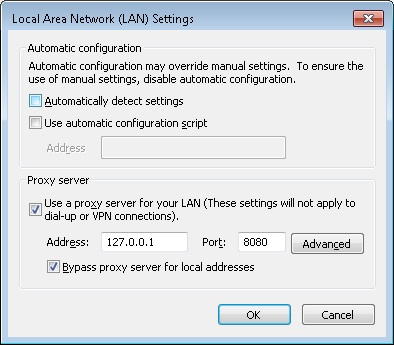 Local Area Network (LAN) Settings
Automatic configuration
Automatic configuration may override manual settings. To ensure the
use of manual settings, disable automatic configuration.
Automatically detect settings
Use automatic configuration script
Address
Proxy server
Use a proxy server for your LAN (These settings will not apply to
dial-up or VPN connections).
Address: 127.0.0.1 Port: 8080 Advanced
Bypass proxy server for local addresses
OK Cancel